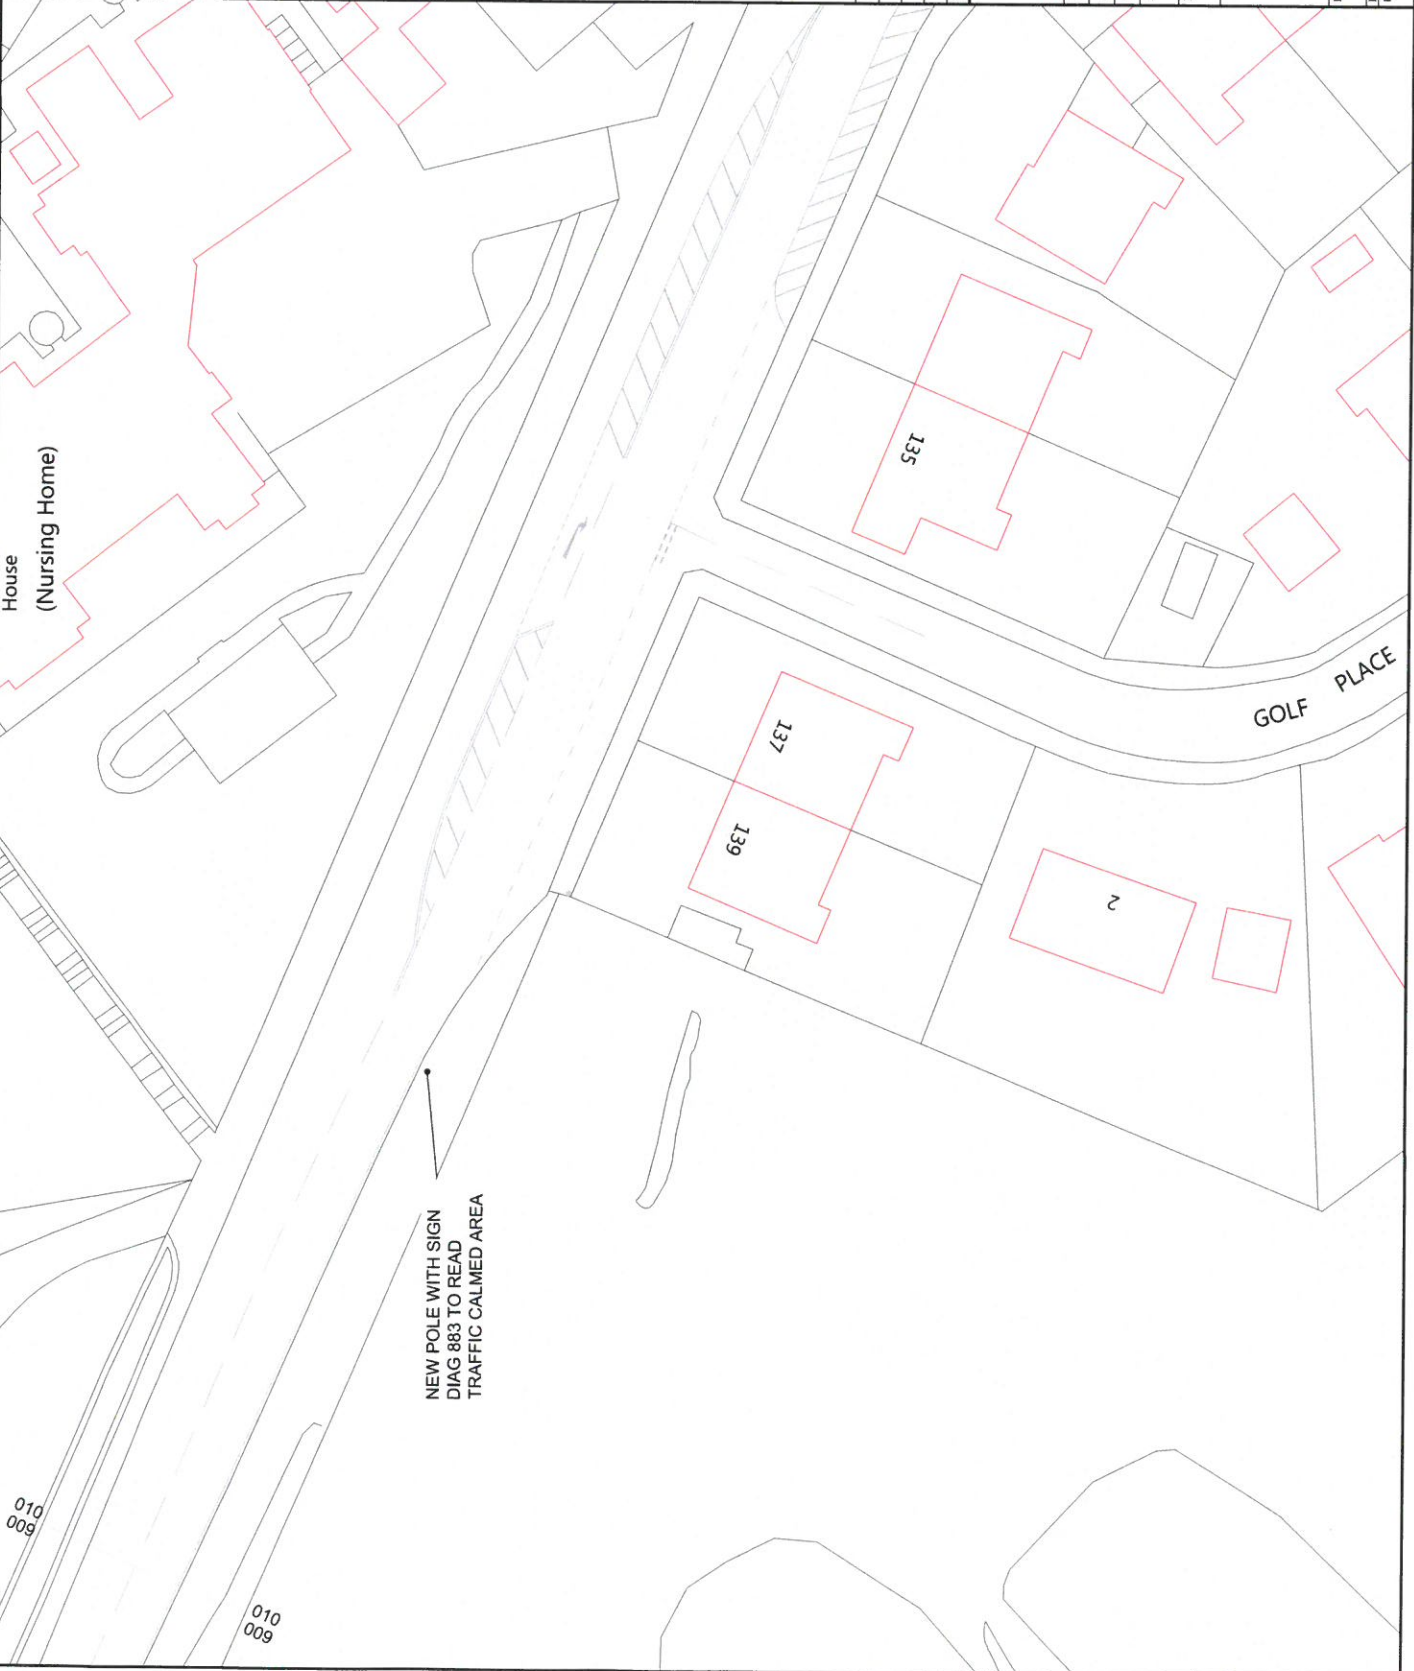 House
(Nursing Home)
135
137
139
2
GOLF PLACE
NEW POLE WITH SIGN
DIAG 883 TO READ
TRAFFIC CALMED AREA
010
009
010
009